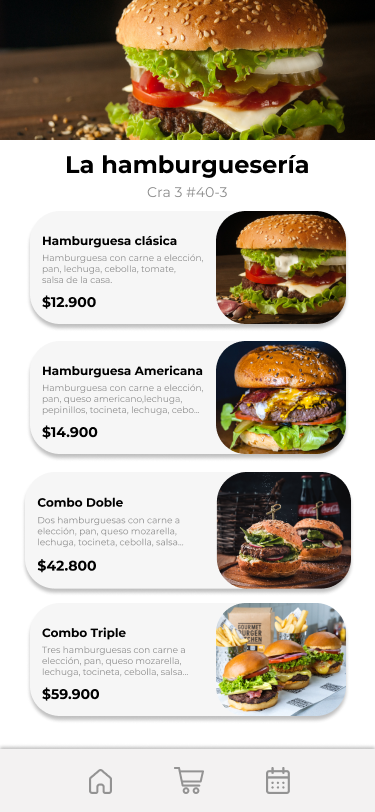 La hamburguesería
Cra 3 #40-3
Hamburguesa clásica
Hamburguesa con carne a elección,
pan, lechuga, cebolla, tomate,
salsa de la casa.
$12.900
Hamburguesa Americana
Hamburguesa con carne a elección,
pan, queso americano,lechuga,
pepinillos, tocineta, lechuga, cebo...
$14.900
Combo Doble
Dos hamburguesas con carne a
elección, pan, queso mozarella,
lechuga, tocineta, cebolla, salsa...
$42.800
Coca-Cola
Combo Triple
Tres hamburguesas con carne a
elección, pan, queso mozarella,
lechuga, tocineta, cebolla, salsa...
$59.900
GOURMET
BURGER
KITCHEN